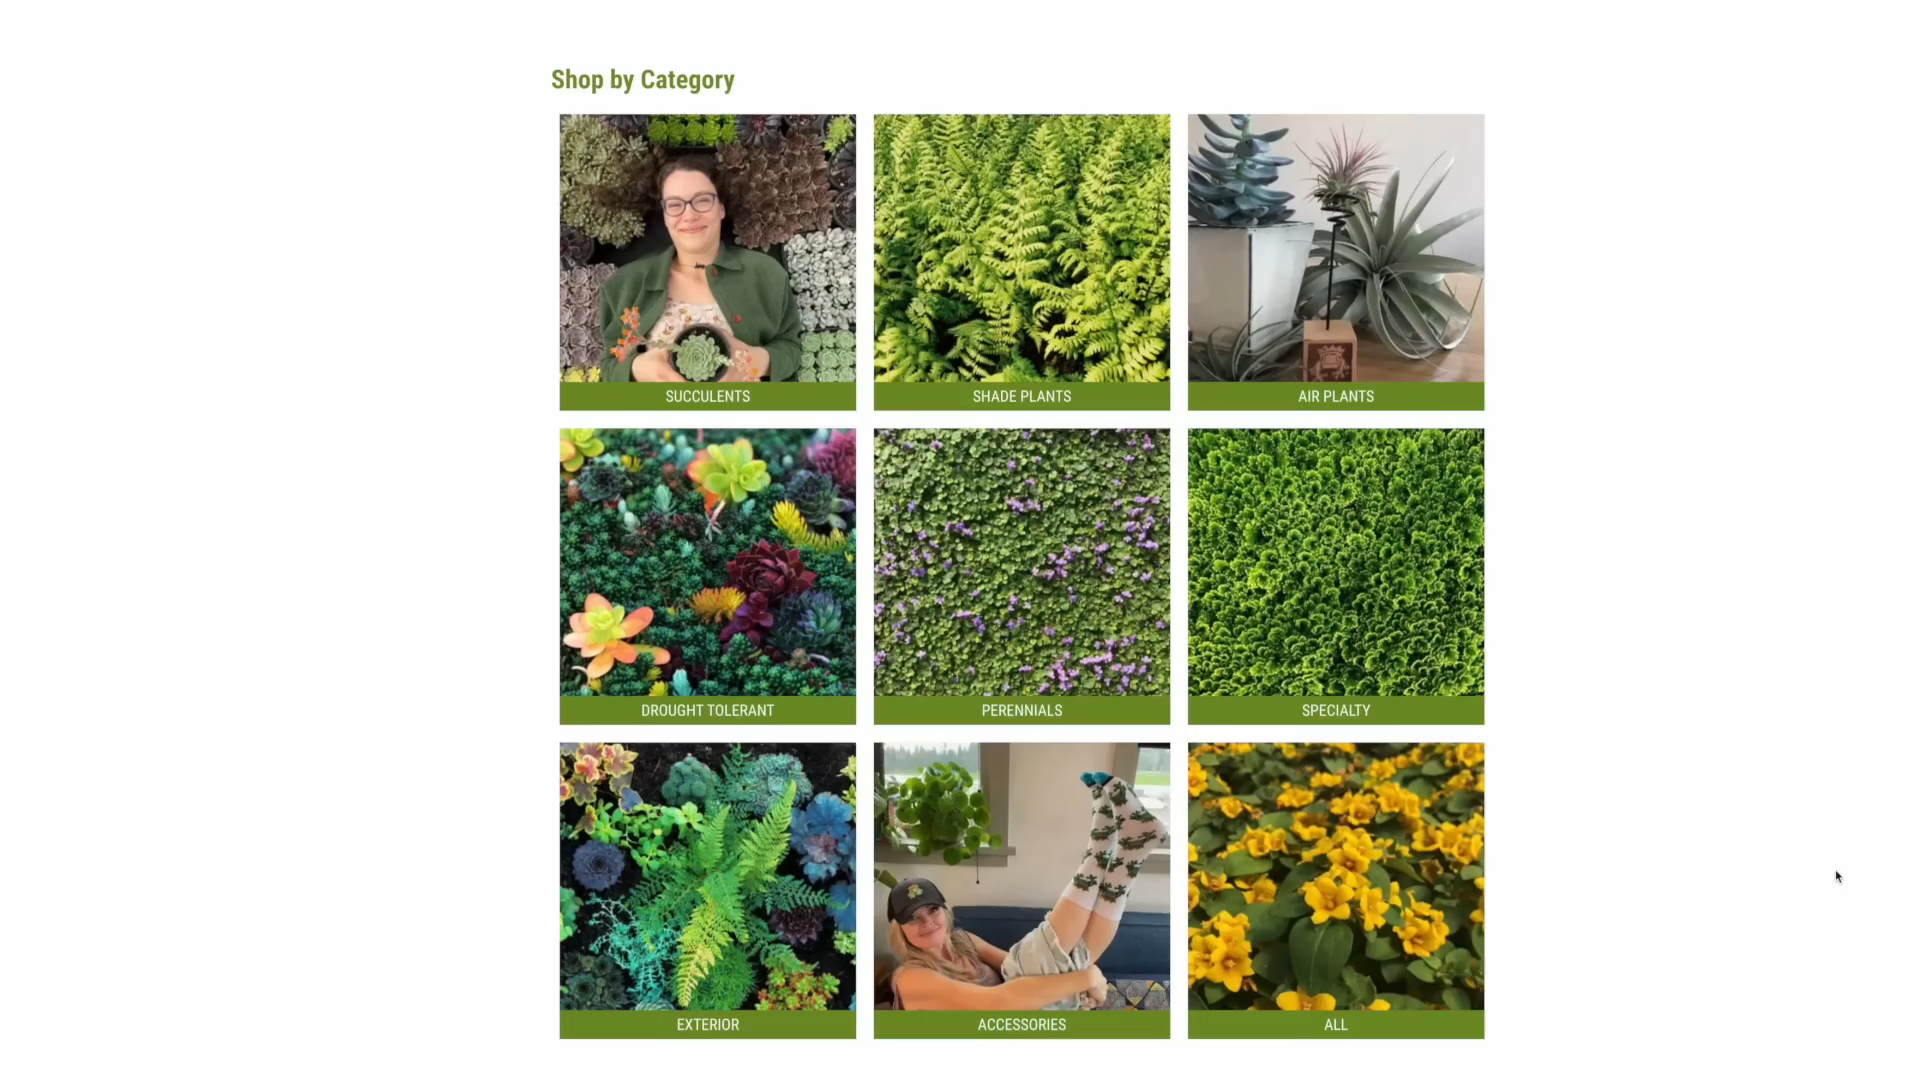 Shop by Category
SUCCULENTS
SHADE PLANTS
AIR PLANTS
DROUGHT TOLERANT
PERENNIALS
SPECIALTY
EXTERIOR
ACCESSORIES
ALL